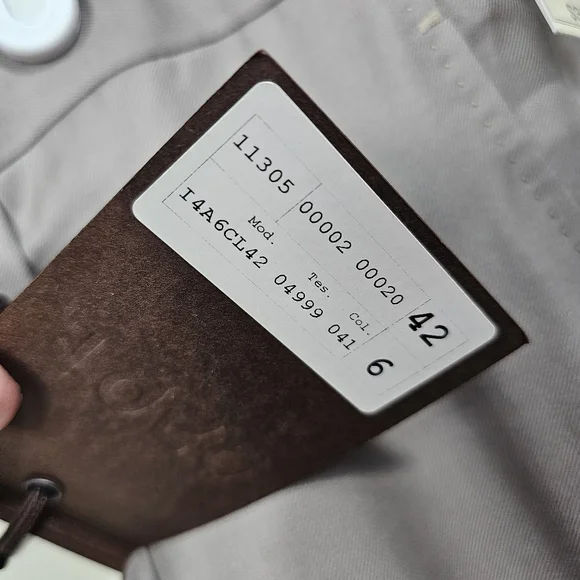 11305 00002 00020 42
Mod. Tes. Col.
I4A6CL42 04999 041 6